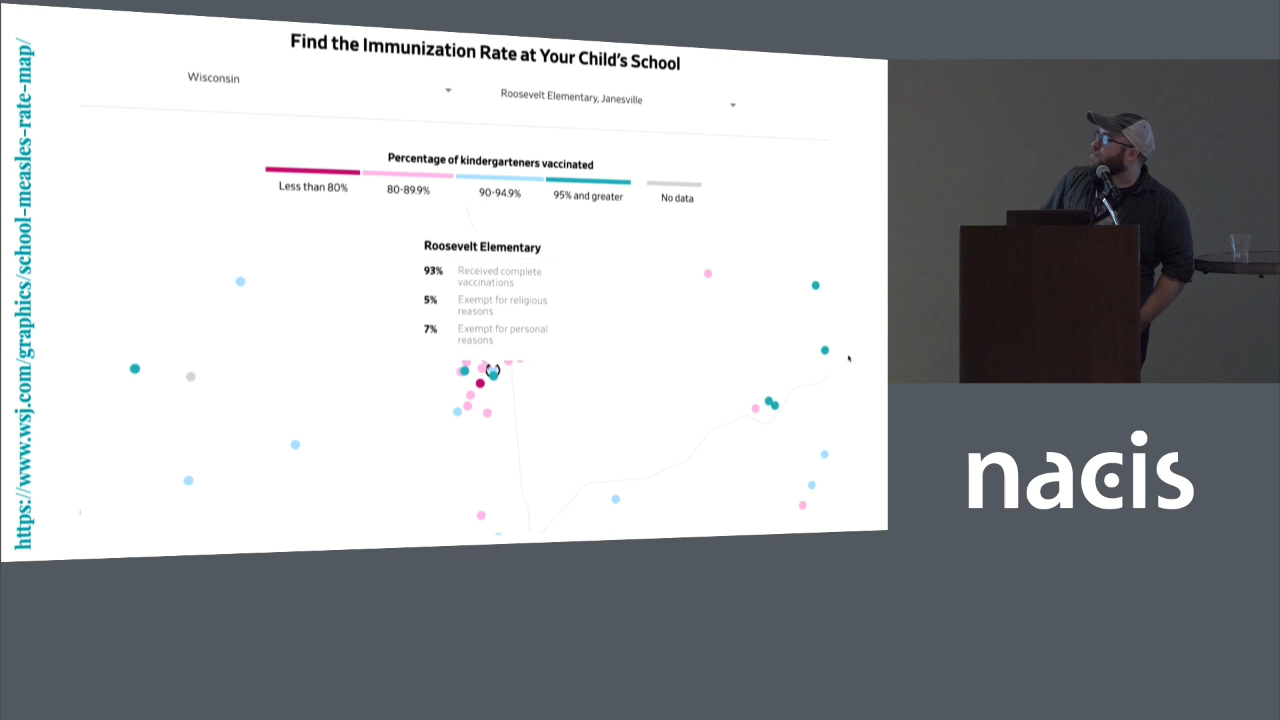 https://www.wsj.com/graphics/school-measles-rate-map/
Find the Immunization Rate at Your Child's School
Wisconsin
Roosevelt Elementary, Janesville
Percentage of kindergarteners vaccinated
Less than 80%
80-89.9%
90-94.9%
95% and greater
No data
Roosevelt Elementary
93% Received complete
vaccinations
5% Exempt for religious
reasons
7% Exempt for personal
reasons
nacis